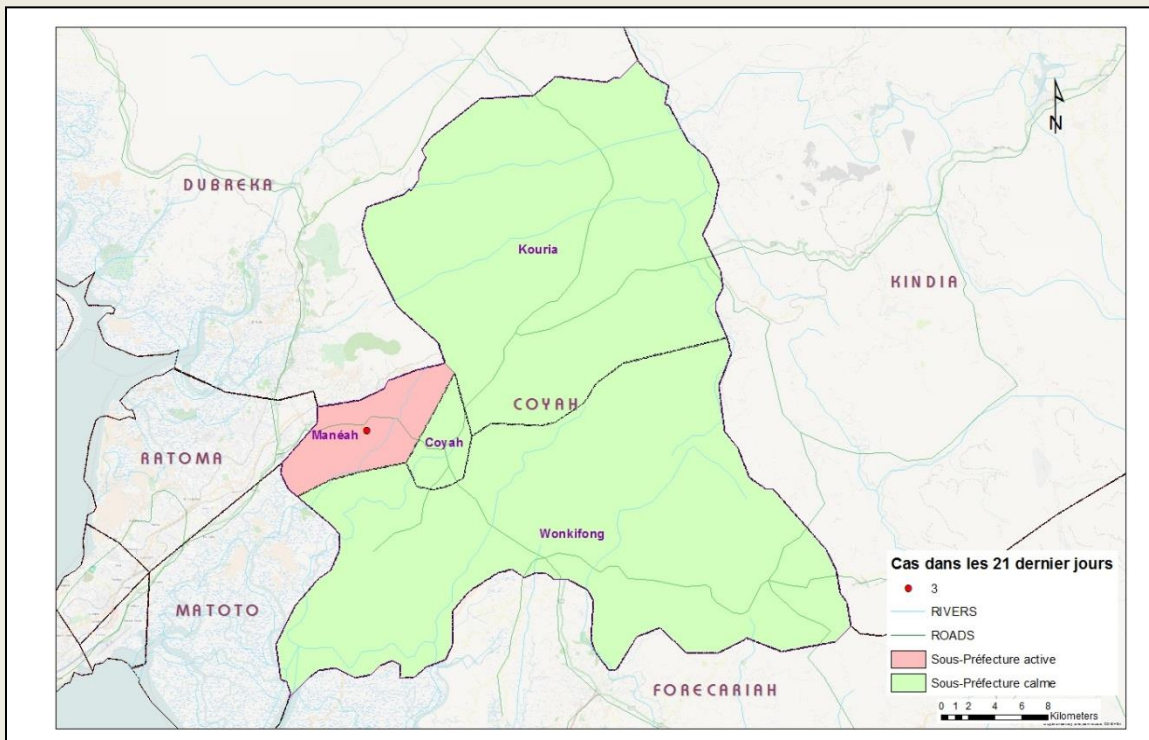 N
DUBREKA
Kouria
KINDIA
COYAH
Manéah
Coyah
RATOMA
Wonkifong
MATOTO
FORECARIAH
Cas dans les 21 dernier jours
3
RIVERS
ROADS
Sous-Préfecture active
Sous-Préfecture calme
0 1 2 4 6 8
Kilometers